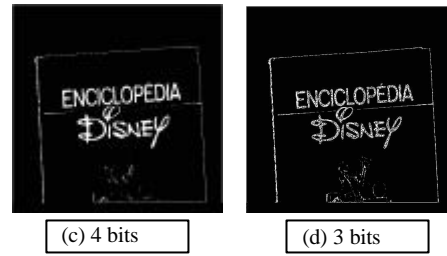 ENCICLOPÉDIA
DISNEY
ENCICLOPÉDIA
DISNEY
(c) 4 bits
(d) 3 bits